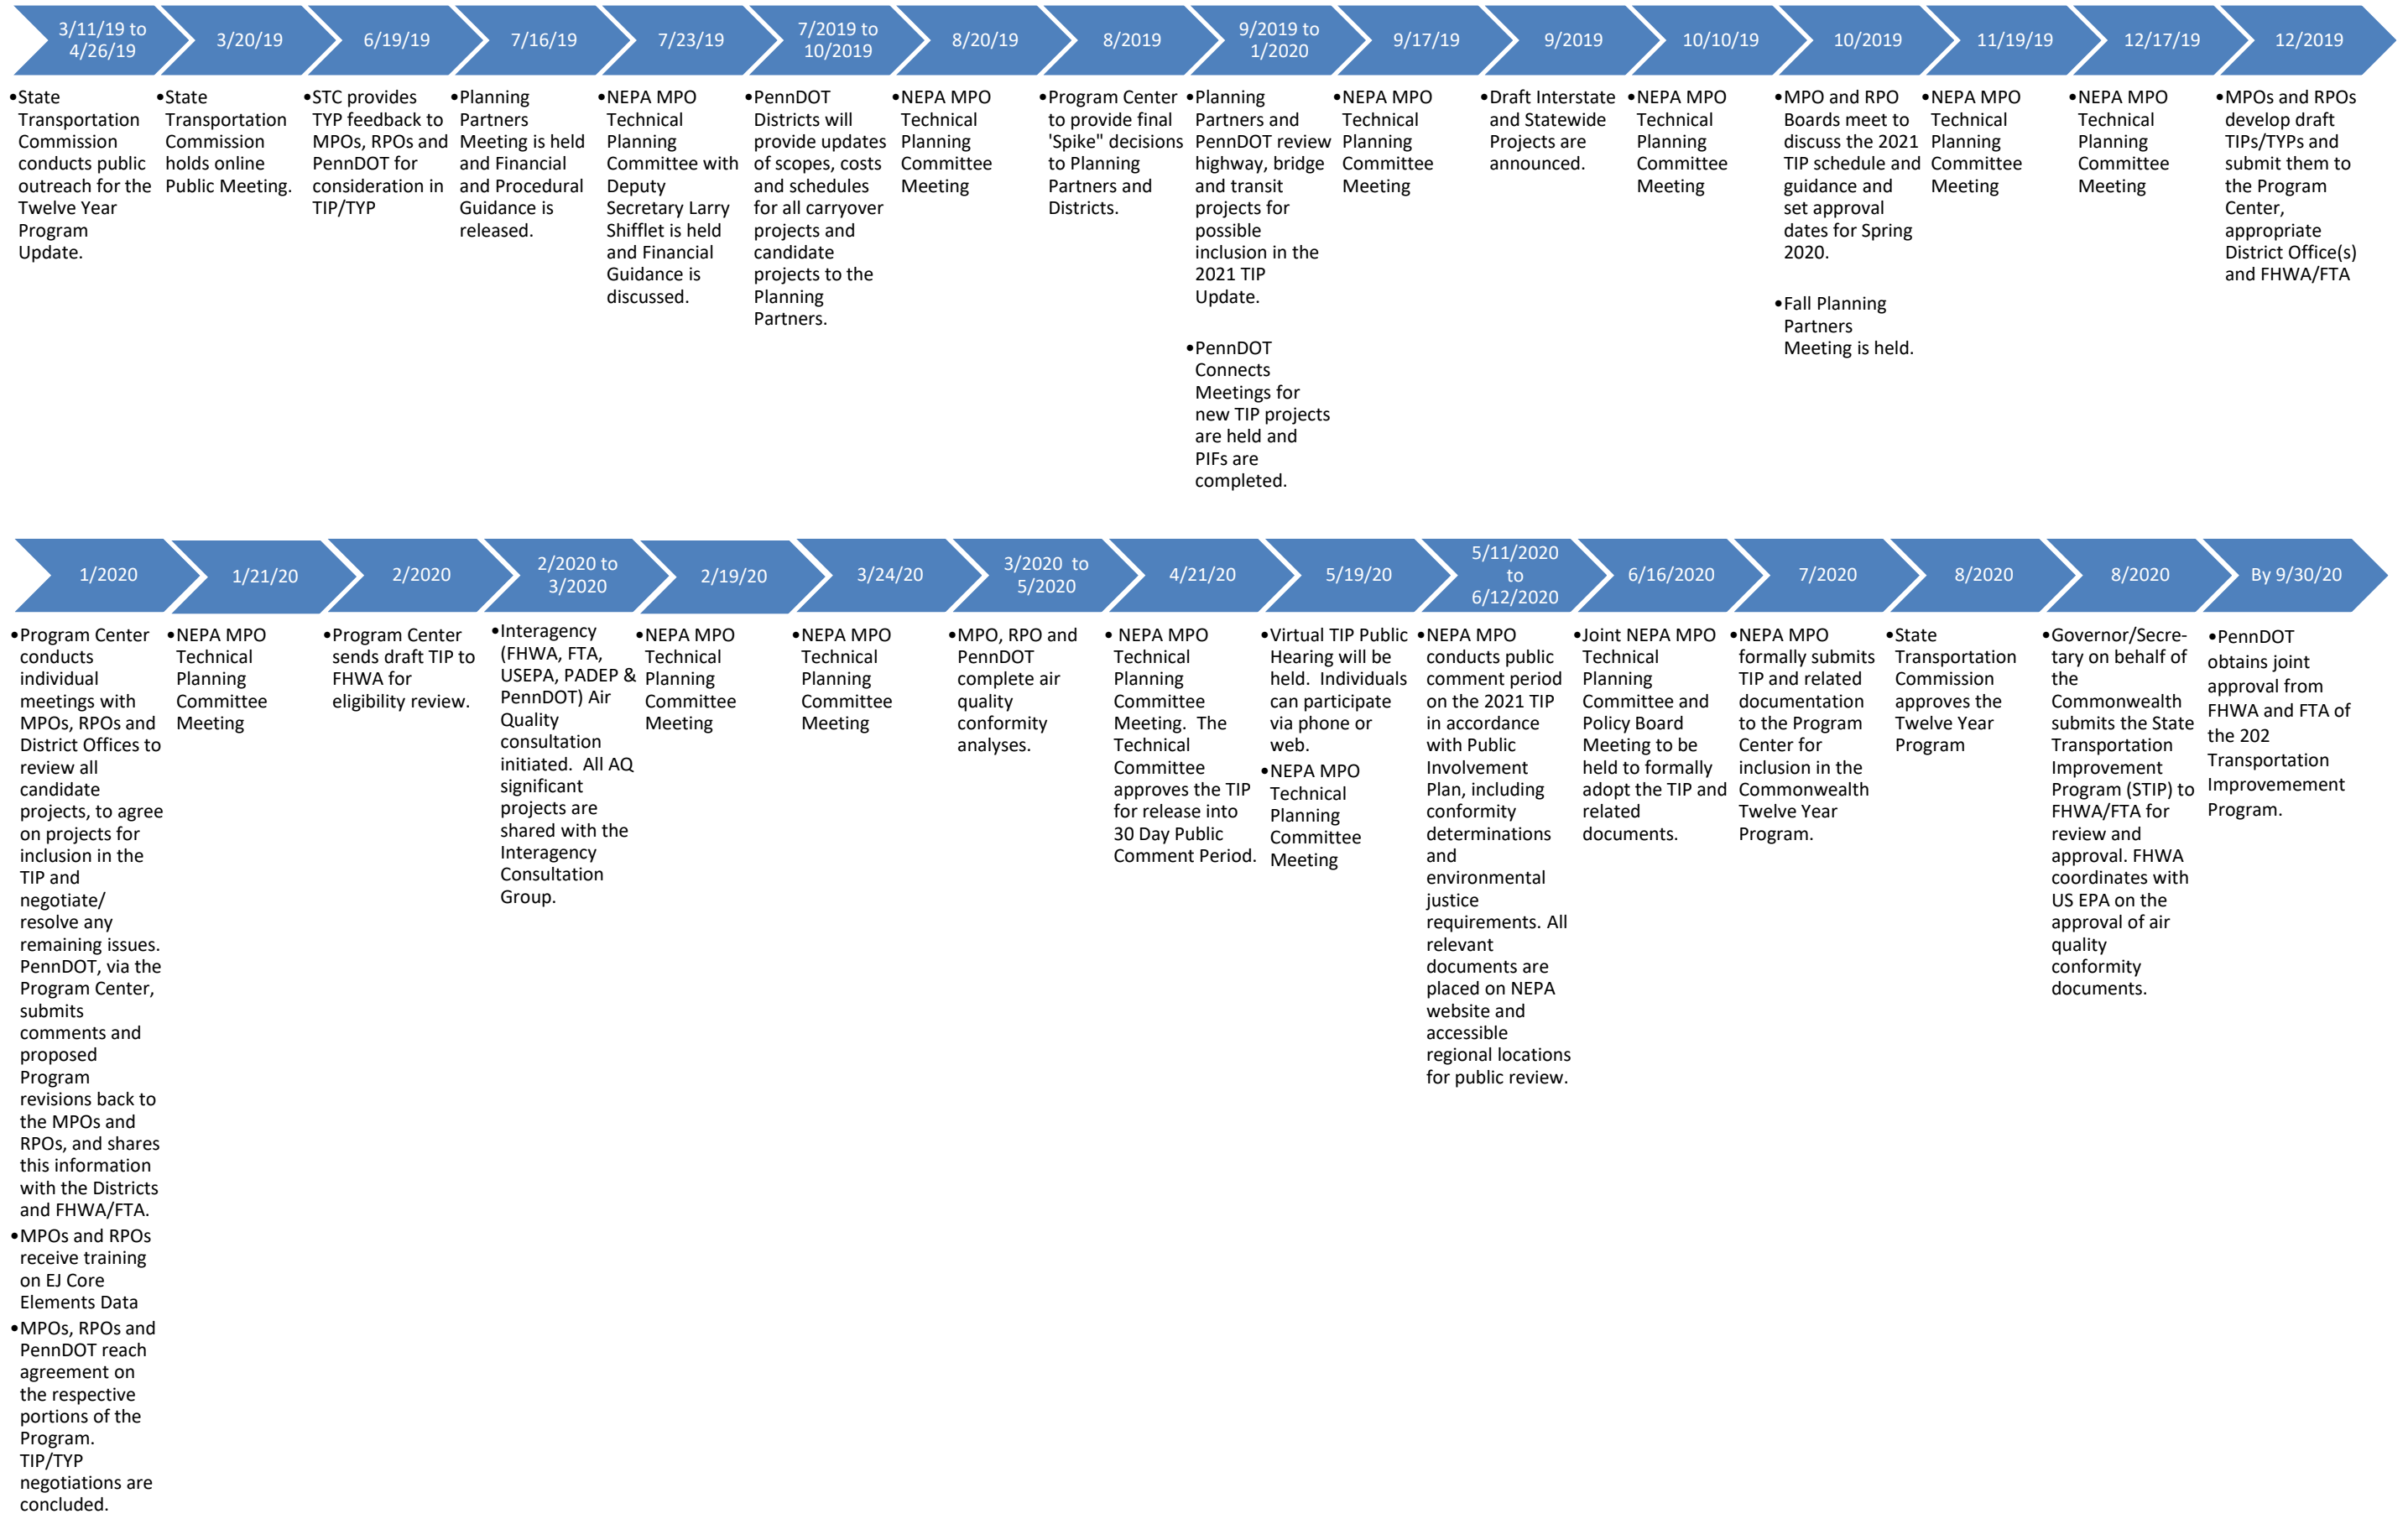 3/11/19 to
4/26/19
3/20/19
6/19/19
7/16/19
7/23/19
7/2019 to
10/2019
8/20/19
8/2019
9/2019 to
1/2020
9/17/19
9/2019
10/10/19
10/2019
11/19/19
12/17/19
12/2019
•State
Transportation
Commission
conducts public
outreach for the
Twelve Year
Program
Update.
•State
Transportation
Commission
holds online
Public Meeting.
•STC provides
TYP feedback to
MPOs, RPOs and
PennDOT for
consideration in
TIP/TYP
•Planning
Partners
Meeting is held
and Financial
and Procedural
Guidance is
released.
•NEPA MPO
Technical
Planning
Committee with
Deputy
Secretary Larry
Shifflet is held
and Financial
Guidance is
discussed.
•PennDOT
Districts will
provide updates
of scopes, costs
and schedules
for all carryover
projects and
candidate
projects to the
Planning
Partners.
•NEPA MPO
Technical
Planning
Committee
Meeting
•Program Center
to provide final
'Spike" decisions
to Planning
Partners and
Districts.
•Planning
Partners and
PennDOT review
highway, bridge
and transit
projects for
possible
inclusion in the
2021 TIP
Update.
•PennDOT
Connects
Meetings for
new TIP projects
are held and
PIFs are
completed.
•NEPA MPO
Technical
Planning
Committee
Meeting
•Draft Interstate
and Statewide
Projects are
announced.
•NEPA MPO
Technical
Planning
Committee
Meeting
•MPO and RPO
Boards meet to
discuss the 2021
TIP schedule and
guidance and
set approval
dates for Spring
2020.
•Fall Planning
Partners
Meeting is held.
•NEPA MPO
Technical
Planning
Committee
Meeting
•NEPA MPO
Technical
Planning
Committee
Meeting
•MPOs and RPOs
develop draft
TIPs/TYPs and
submit them to
the Program
Center,
appropriate
District Office(s)
and FHWA/FTA
1/2020
1/21/20
2/2020
2/2020 to
3/2020
2/19/20
3/24/20
3/2020 to
5/2020
4/21/20
5/19/20
5/11/2020
to
6/12/2020
6/16/2020
7/2020
8/2020
8/2020
By 9/30/20
•Program Center
conducts
individual
meetings with
MPOs, RPOs and
District Offices to
review all
candidate
projects, to agree
on projects for
inclusion in the
TIP and
negotiate/
resolve any
remaining issues.
PennDOT, via the
Program Center,
submits
comments and
proposed
Program
revisions back to
the MPOs and
RPOs, and shares
this information
with the Districts
and FHWA/FTA.
•MPOs and RPOs
receive training
on EJ Core
Elements Data
•MPOs, RPOs and
PennDOT reach
agreement on
the respective
portions of the
Program.
TIP/TYP
negotiations are
concluded.
•NEPA MPO
Technical
Planning
Committee
Meeting
•Program Center
sends draft TIP to
FHWA for
eligibility review.
•Interagency
(FHWA, FTA,
USEPA, PADEP &
PennDOT) Air
Quality
consultation
initiated. All AQ
significant
projects are
shared with the
Interagency
Consultation
Group.
•NEPA MPO
Technical
Planning
Committee
Meeting
•NEPA MPO
Technical
Planning
Committee
Meeting
•MPO, RPO and
PennDOT
complete air
quality
conformity
analyses.
• NEPA MPO
Technical
Planning
Committee
Meeting. The
Technical
Committee
approves the TIP
for release into
30 Day Public
Comment Period.
•Virtual TIP Public
Hearing will be
held. Individuals
can participate
via phone or
web.
•NEPA MPO
Technical
Planning
Committee
Meeting
•NEPA MPO
conducts public
comment period
on the 2021 TIP
in accordance
with Public
Involvement
Plan, including
conformity
determinations
and
environmental
justice
requirements. All
relevant
documents are
placed on NEPA
website and
accessible
regional locations
for public review.
•Joint NEPA MPO
Technical
Planning
Committee and
Policy Board
Meeting to be
held to formally
adopt the TIP and
related
documents.
•NEPA MPO
formally submits
TIP and related
documentation
to the Program
Center for
inclusion in the
Commonwealth
Twelve Year
Program.
•State
Transportation
Commission
approves the
Twelve Year
Program
•Governor/Secre-
tary on behalf of
the
Commonwealth
submits the State
Transportation
Improvement
Program (STIP) to
FHWA/FTA for
review and
approval. FHWA
coordinates with
US EPA on the
approval of air
quality
conformity
documents.
•PennDOT
obtains joint
approval from
FHWA and FTA of
the 202
Transportation
Improvemement
Program.